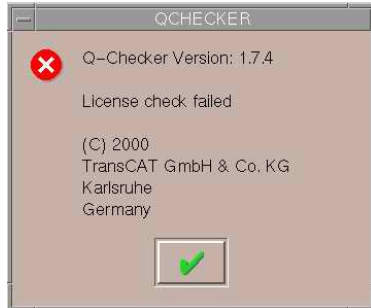 QCHECKER
Q-Checker Version: 1.7.4
License check failed
(C) 2000
TransCAT GmbH & Co. KG
Karlsruhe
Germany